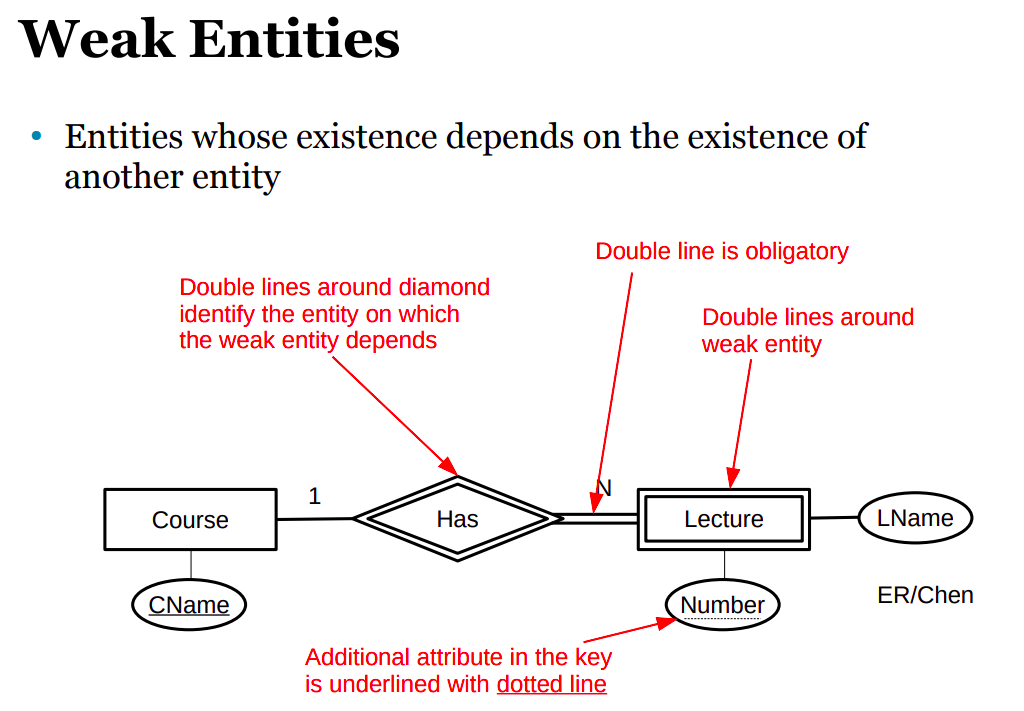 Weak Entities
• Entities whose existence depends on the existence of
another entity
Double line is obligatory
Double lines around diamond
identify the entity on which
the weak entity depends
Double lines around
weak entity
1
N
Course
Has
Lecture
LName
CName
Number
ER/Chen
Additional attribute in the key
is underlined with dotted line